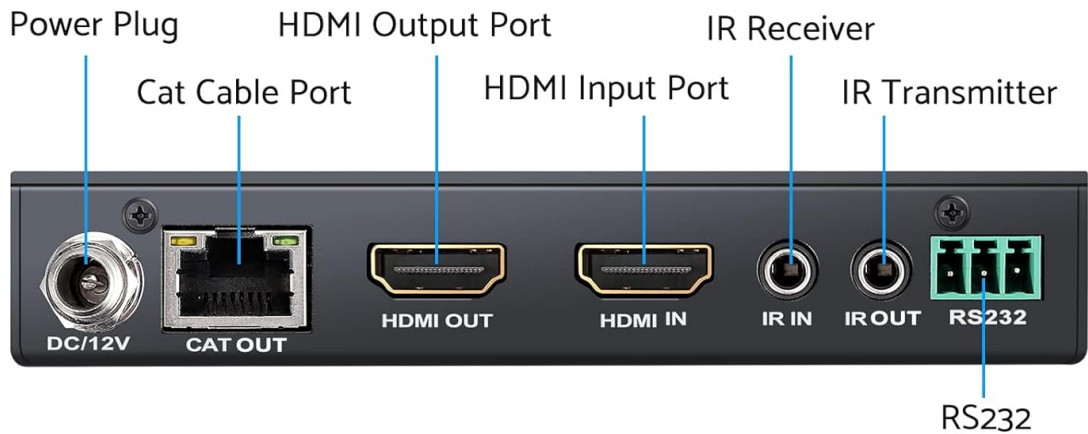 Power Plug
HDMI Output Port
IR Receiver
Cat Cable Port
HDMI Input Port
IR Transmitter
DC/12V
CAT OUT
HDMI OUT
HDMI IN
IR IN
IR OUT
RS232
RS232